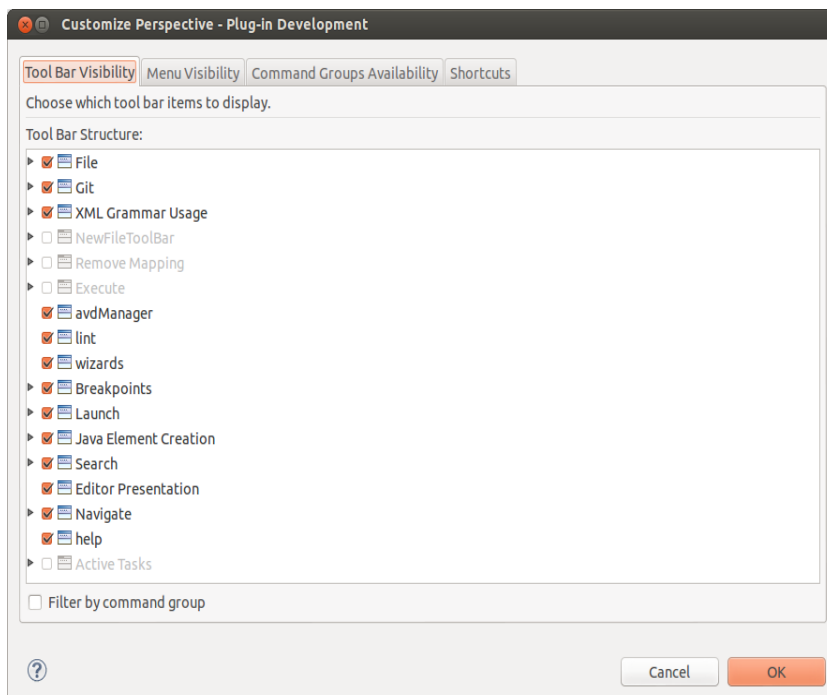 Customize Perspective - Plug-in Development
Tool Bar Visibility Menu Visibility Command Groups Availability Shortcuts
Choose which tool bar items to display.
Tool Bar Structure:
File
Git
XML Grammar Usage
NewFileToolBar
Remove Mapping
Execute
avdManager
lint
wizards
Breakpoints
Launch
Java Element Creation
Search
Editor Presentation
Navigate
help
Active Tasks
Filter by command group
? Cancel OK